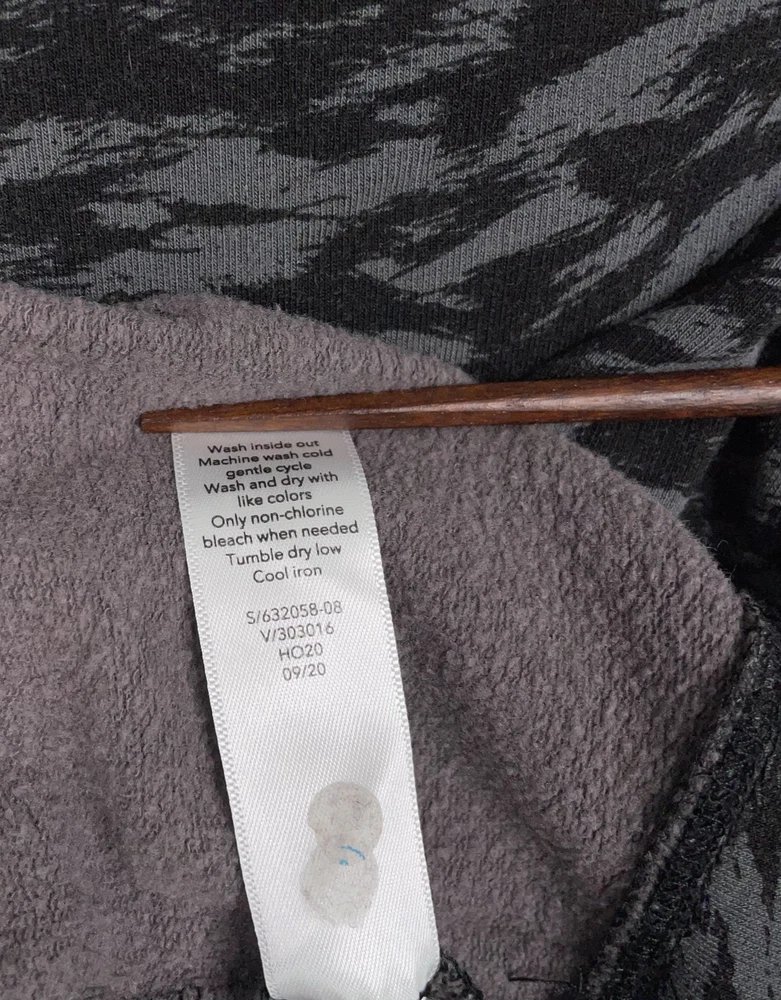 Wash inside out
Machine wash cold
gentle cycle
Wash and dry with
like colors
Only non-chlorine
bleach when needed
Tumble dry low
Cool iron
S/632058-08
V/303016
HO20
09/20